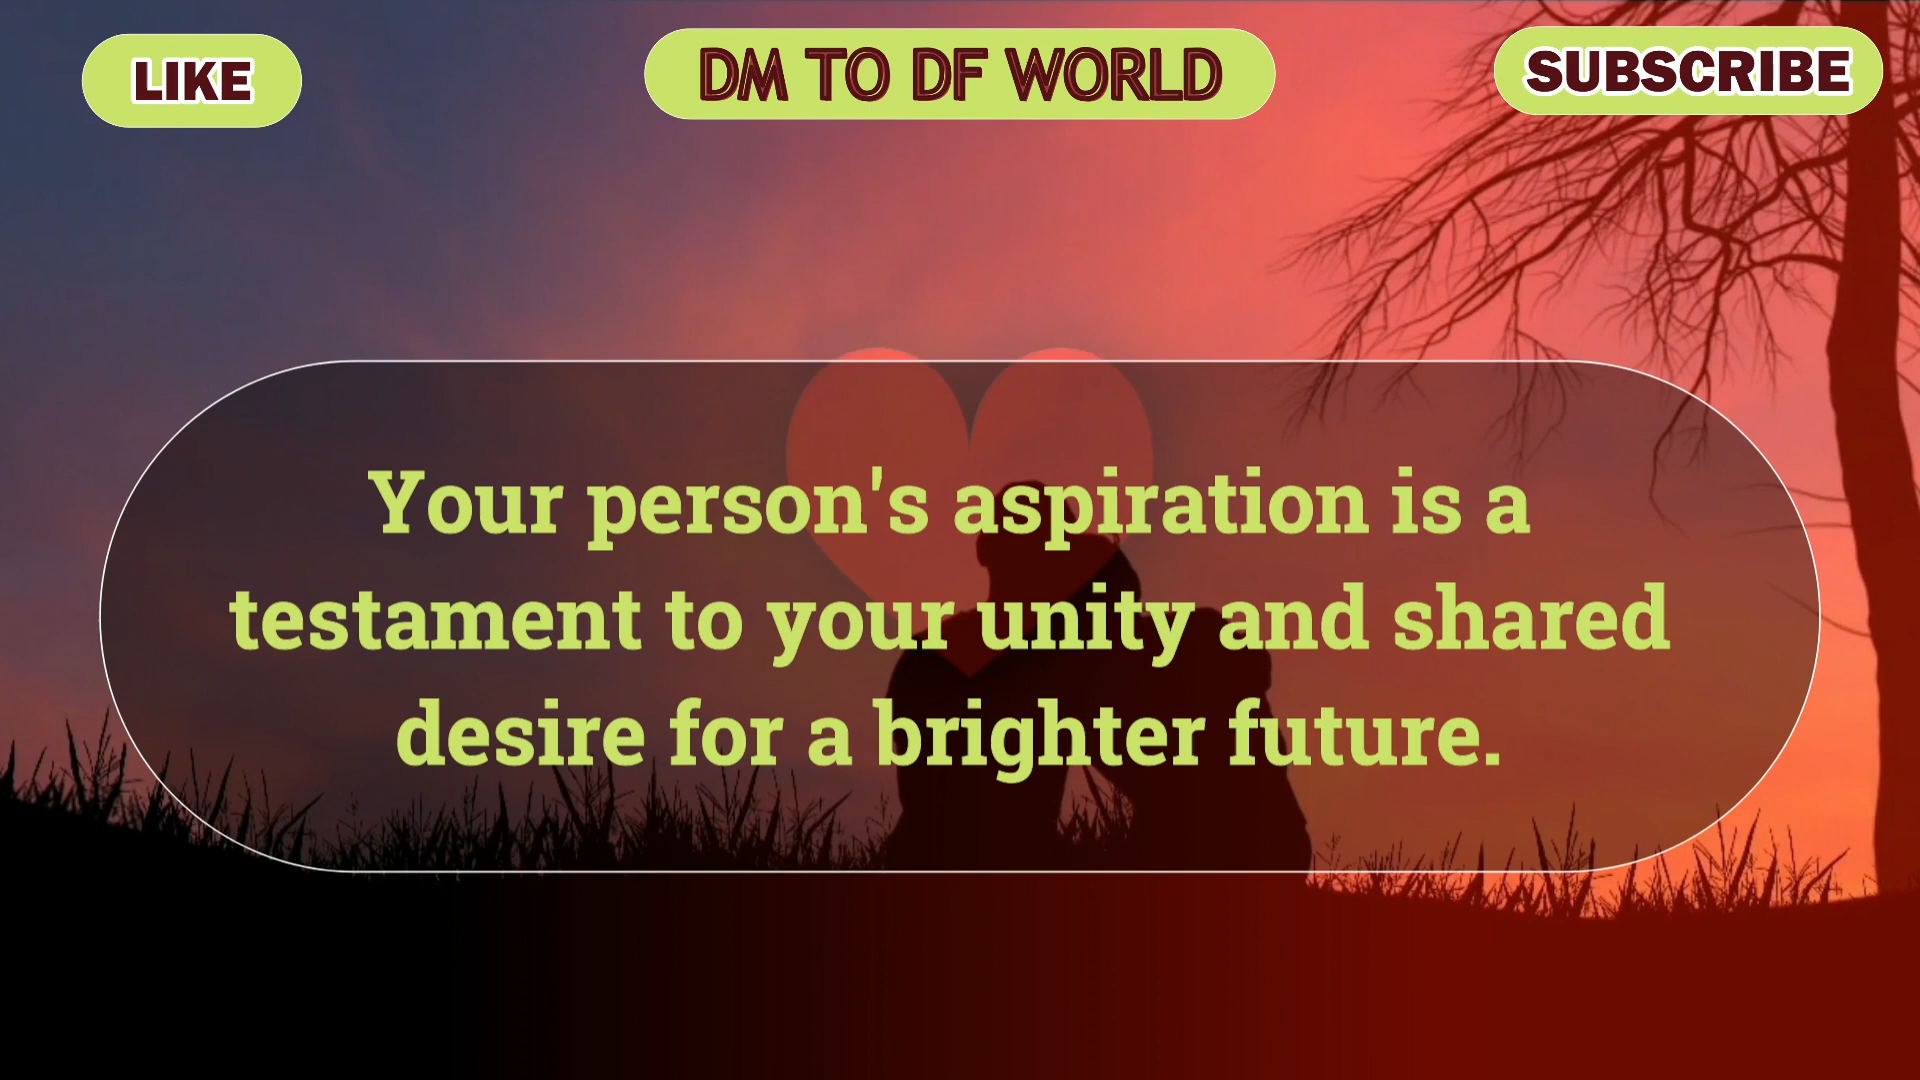 LIKE
DM TO DF WORLD
SUBSCRIBE
Your person's aspiration is a
testament to your unity and shared
desire for a brighter future.